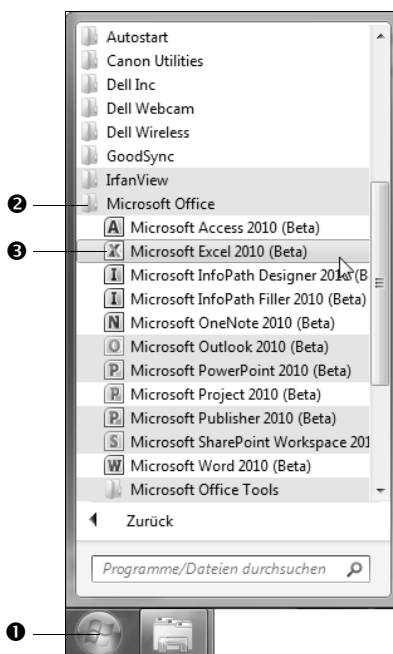 Autostart
Canon Utilities
Dell Inc
Dell Webcam
Dell Wireless
GoodSync
IrfanView
❷ Microsoft Office
A Microsoft Access 2010 (Beta)
❸ X Microsoft Excel 2010 (Beta)
I Microsoft InfoPath Designer 2010 (B
I Microsoft InfoPath Filler 2010 (Beta)
N Microsoft OneNote 2010 (Beta)
O Microsoft Outlook 2010 (Beta)
P Microsoft PowerPoint 2010 (Beta)
P Microsoft Project 2010 (Beta)
P Microsoft Publisher 2010 (Beta)
S Microsoft SharePoint Workspace 201
W Microsoft Word 2010 (Beta)
Microsoft Office Tools
Zurück
Programme/Dateien durchsuchen
❶